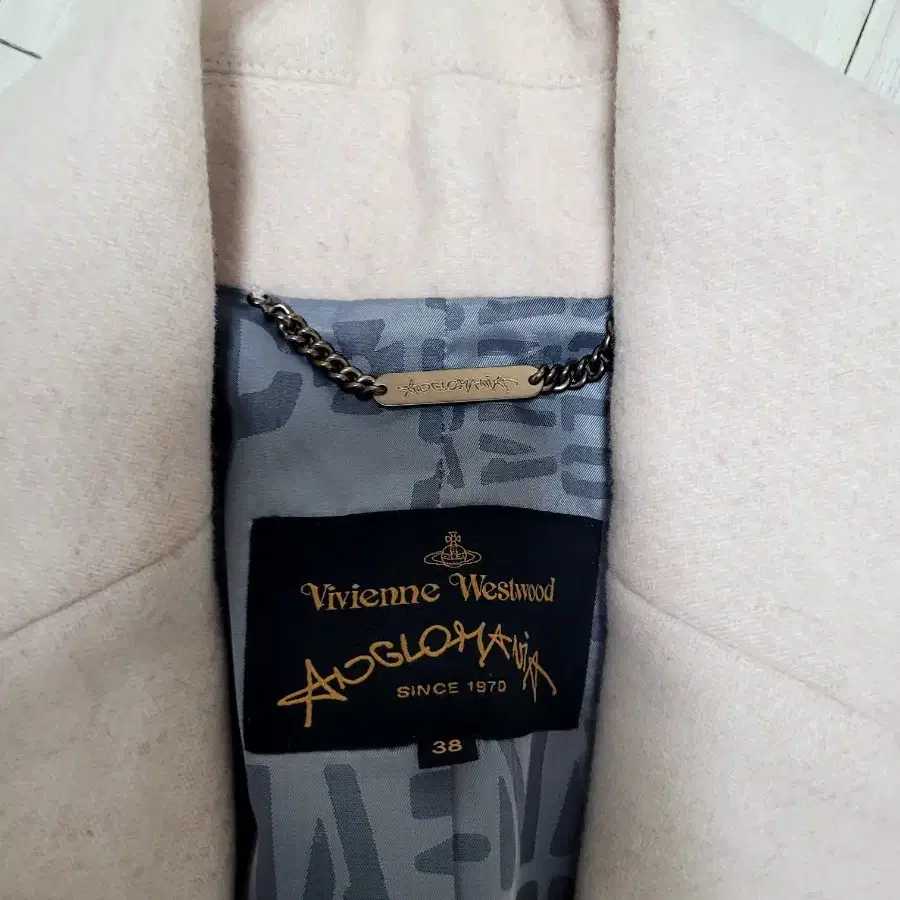 ANGLOMANIA
Vivienne Westwood
ANGLOMANIA
SINCE 1970
38